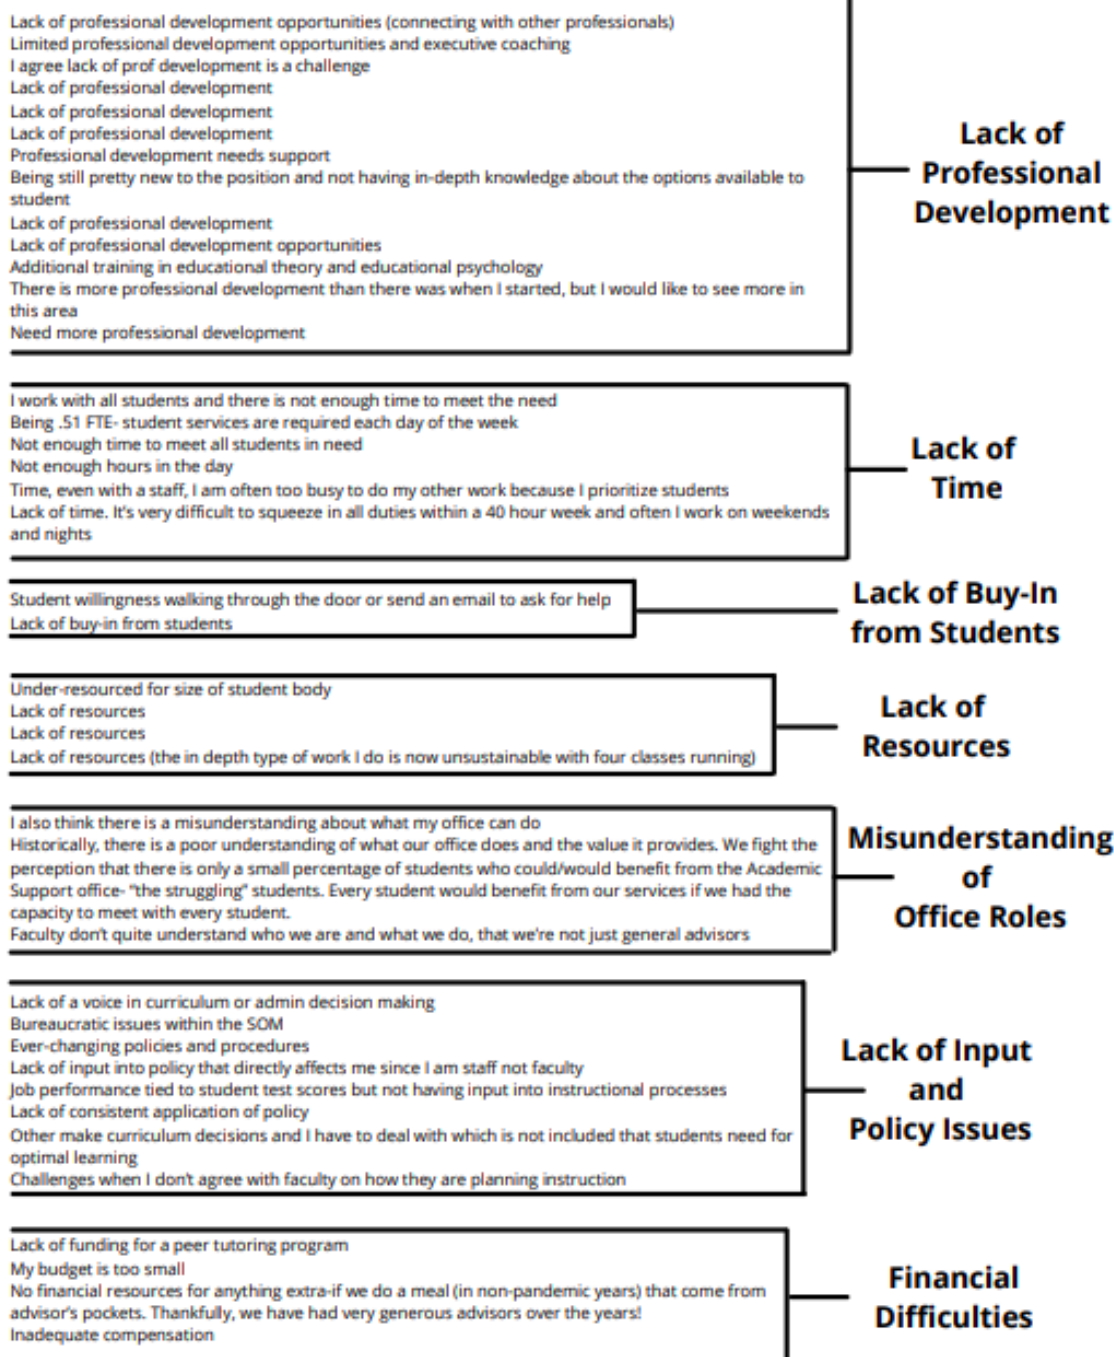 Lack of professional development opportunities (connecting with other professionals)
Limited professional development opportunities and executive coaching
I agree lack of prof development is a challenge
Lack of professional development
Lack of professional development
Lack of professional development
Professional development needs support
Being still pretty new to the position and not having in-depth knowledge about the options available to
student
Lack of professional development
Lack of professional development opportunities
Additional training in educational theory and educational psychology
There is more professional development than there was when I started, but I would like to see more in
this area
Need more professional development
Lack of
Professional
Development
I work with all students and there is not enough time to meet the need
Being .51 FTE- student services are required each day of the week
Not enough time to meet all students in need
Not enough hours in the day
Time, even with a staff, I am often too busy to do my other work because I prioritize students
Lack of time. It's very difficult to squeeze in all duties within a 40 hour week and often I work on weekends
and nights
Lack of
Time
Student willingness walking through the door or send an email to ask for help
Lack of buy-in from students
Lack of Buy-In
from Students
Under-resourced for size of student body
Lack of resources
Lack of resources
Lack of resources (the in depth type of work I do is now unsustainable with four classes running)
Lack of
Resources
I also think there is a misunderstanding about what my office can do
Historically, there is a poor understanding of what our office does and the value it provides. We fight the
perception that there is only a small percentage of students who could/would benefit from the Academic
Support office- "the struggling" students. Every student would benefit from our services if we had the
capacity to meet with every student.
Faculty don't quite understand who we are and what we do, that we're not just general advisors
Misunderstanding
of
Office Roles
Lack of a voice in curriculum or admin decision making
Bureaucratic issues within the SOM
Ever-changing policies and procedures
Lack of input into policy that directly affects me since I am staff not faculty
Job performance tied to student test scores but not having input into instructional processes
Lack of consistent application of policy
Other make curriculum decisions and I have to deal with which is not included that students need for
optimal learning
Challenges when I don't agree with faculty on how they are planning instruction
Lack of Input
and
Policy Issues
Lack of funding for a peer tutoring program
My budget is too small
No financial resources for anything extra-if we do a meal (in non-pandemic years) that come from
advisor's pockets. Thankfully, we have had very generous advisors over the years!
Inadequate compensation
Financial
Difficulties